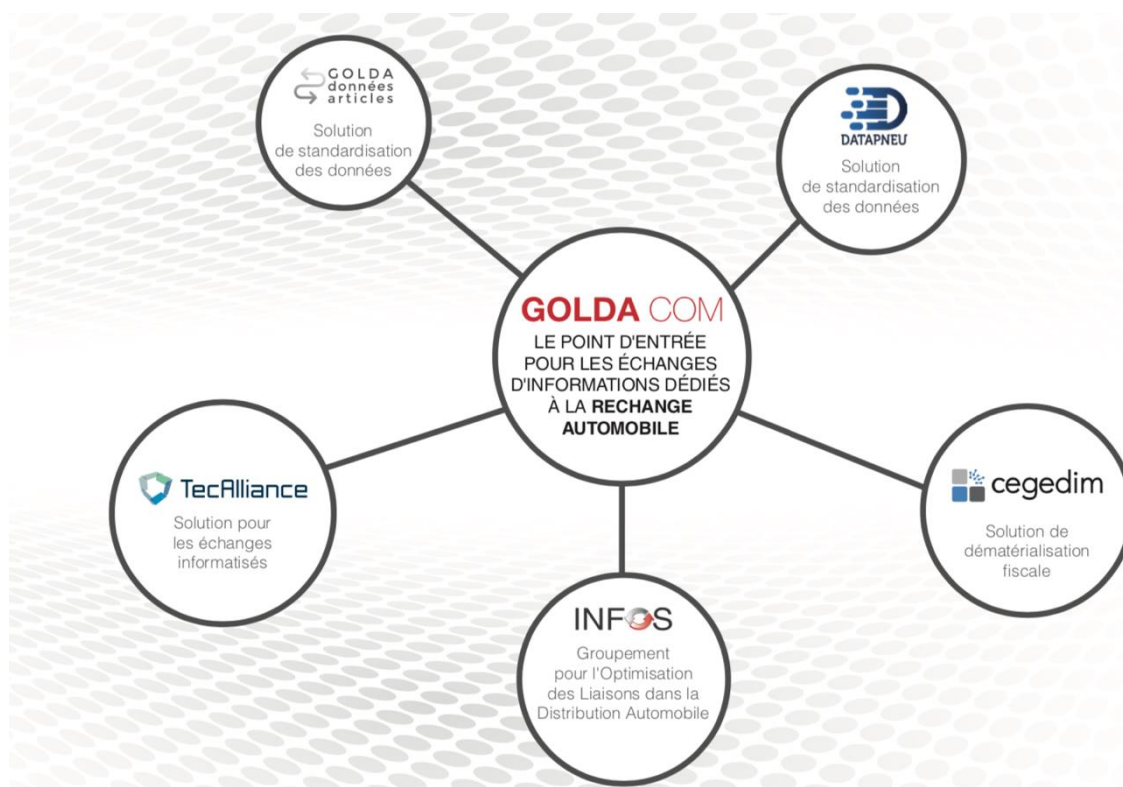 GOLDA
données
articles
Solution
de standardisation
des données
DATAPNEU
Solution
de standardisation
des données
GOLDA COM
LE POINT D'ENTRÉE
POUR LES ÉCHANGES
D'INFORMATIONS DÉDIÉS
À LA RECHANGE
AUTOMOBILE
TecAlliance
Solution pour
les échanges
informatisés
cegedim
Solution de
dématérialisation
fiscale
INFOS
Groupement
pour l'Optimisation
des Liaisons dans la
Distribution Automobile